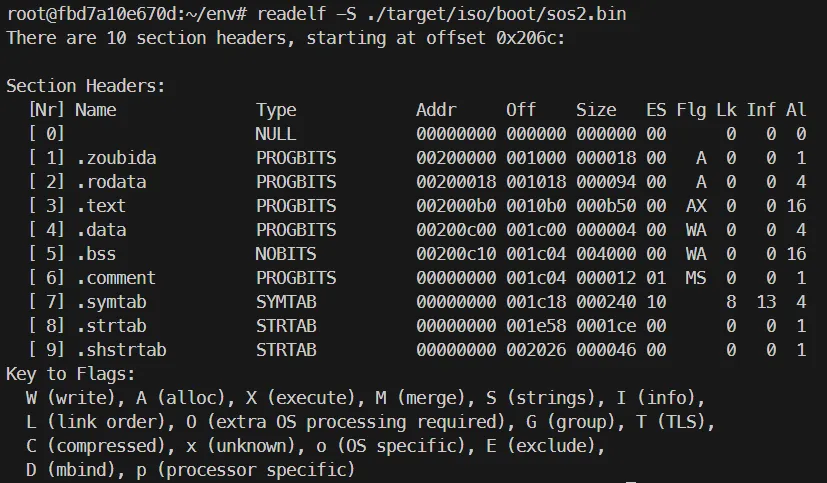 root@fbd7a10e670d:~/env# readelf -S ./target/iso/boot/sos2.bin
There are 10 section headers, starting at offset 0x206c:

Section Headers:
  [Nr] Name              Type            Addr     Off    Size   ES Flg Lk Inf Al
  [ 0]                   NULL            00000000 000000 000000 00      0   0  0
  [ 1] .zoubida          PROGBITS        00200000 001000 000018 00   A  0   0  1
  [ 2] .rodata           PROGBITS        00200018 001018 000094 00   A  0   0  4
  [ 3] .text             PROGBITS        002000b0 0010b0 000b50 00  AX  0   0 16
  [ 4] .data             PROGBITS        00200c00 001c00 000004 00  WA  0   0  4
  [ 5] .bss              NOBITS          00200c10 001c04 004000 00  WA  0   0 16
  [ 6] .comment          PROGBITS        00000000 001c04 000012 01  MS  0   0  1
  [ 7] .symtab           SYMTAB          00000000 001c18 000240 10      8  13  4
  [ 8] .strtab           STRTAB          00000000 001e58 0001ce 00      0   0  1
  [ 9] .shstrtab         STRTAB          00000000 002026 000046 00      0   0  1
Key to Flags:
  W (write), A (alloc), X (execute), M (merge), S (strings), I (info),
  L (link order), O (extra OS processing required), G (group), T (TLS),
  C (compressed), x (unknown), o (OS specific), E (exclude),
  D (mbind), p (processor specific)